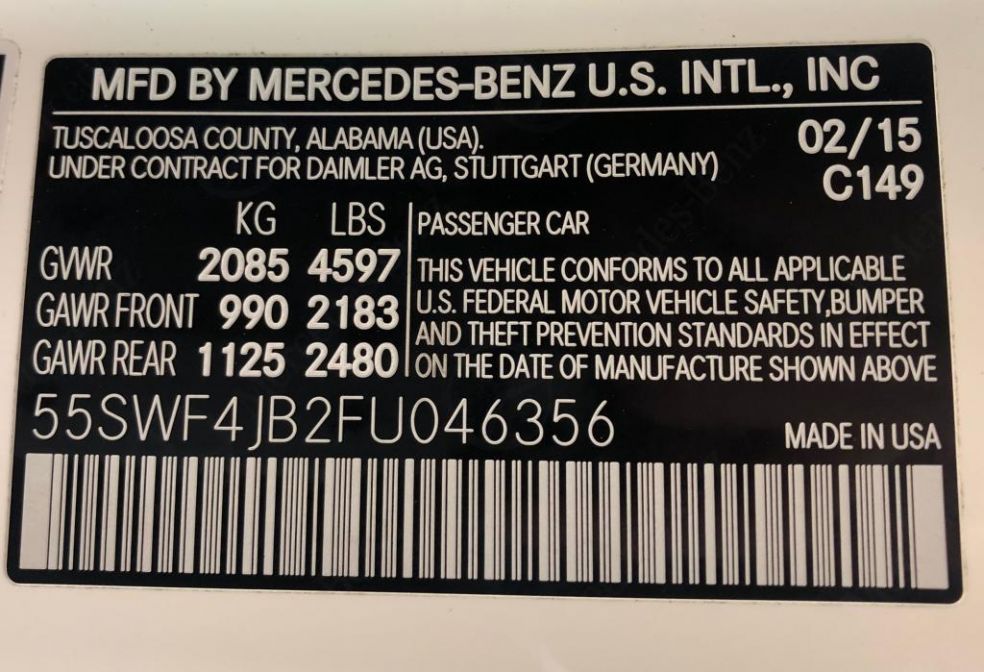 MFD BY MERCEDES-BENZ U.S. INTL., INC
TUSCALOOSA COUNTY, ALABAMA (USA).
UNDER CONTRACT FOR DAIMLER AG, STUTTGART (GERMANY)
02/15
C149
KG LBS
GWWR 2085 4597
GAWR FRONT 990 2183
GAWR REAR 1125 2480
PASSENGER CAR
THIS VEHICLE CONFORMS TO ALL APPLICABLE
U.S. FEDERAL MOTOR VEHICLE SAFETY,BUMPER
AND THEFT PREVENTION STANDARDS IN EFFECT
ON THE DATE OF MANUFACTURE SHOWN ABOVE
55SWF4JB2FU046356
MADE IN USA